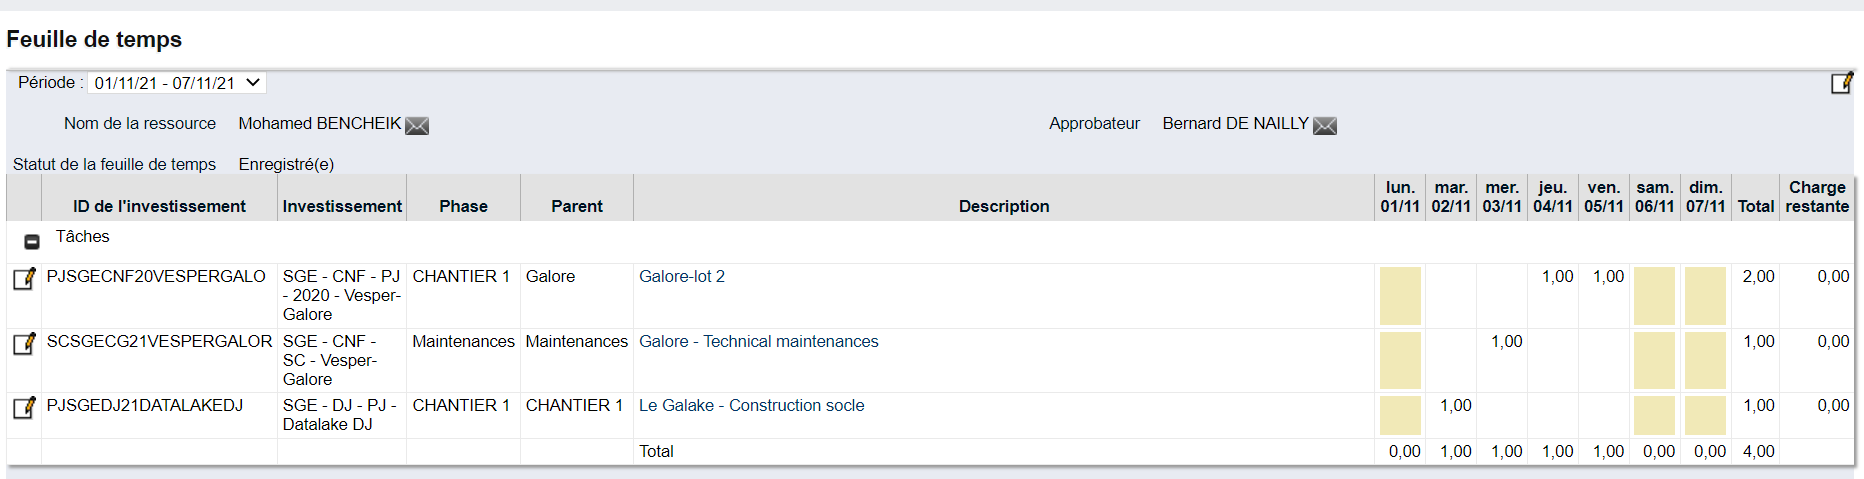 Feuille de temps
Période : 01/11/21 - 07/11/21
Nom de la ressource Mohamed BENCHEIK Approbateur Bernard DE NAILLY
Statut de la feuille de temps Enregistré(e)
ID de l'investissement Investissement Phase Parent Description lun. 01/11 mar. 02/11 mer. 03/11 jeu. 04/11 ven. 05/11 sam. 06/11 dim. 07/11 Total Charge restante
Tâches
PJSGECNF20VESPERGALO SGE - CNF - PJ - 2020 - Vesper-Galore CHANTIER 1 Galore Galore-lot 2 1,00 1,00 2,00 0,00
SCSGECG21VESPERGALOR SGE - CNF - SC - Vesper-Galore Maintenances Maintenances Galore - Technical maintenances 1,00 1,00 0,00
PJSGEDJ21DATALAKEDJ SGE - DJ - PJ - Datalake DJ CHANTIER 1 CHANTIER 1 Le Galake - Construction socle 1,00 1,00 0,00
Total 0,00 1,00 1,00 1,00 1,00 0,00 0,00 4,00